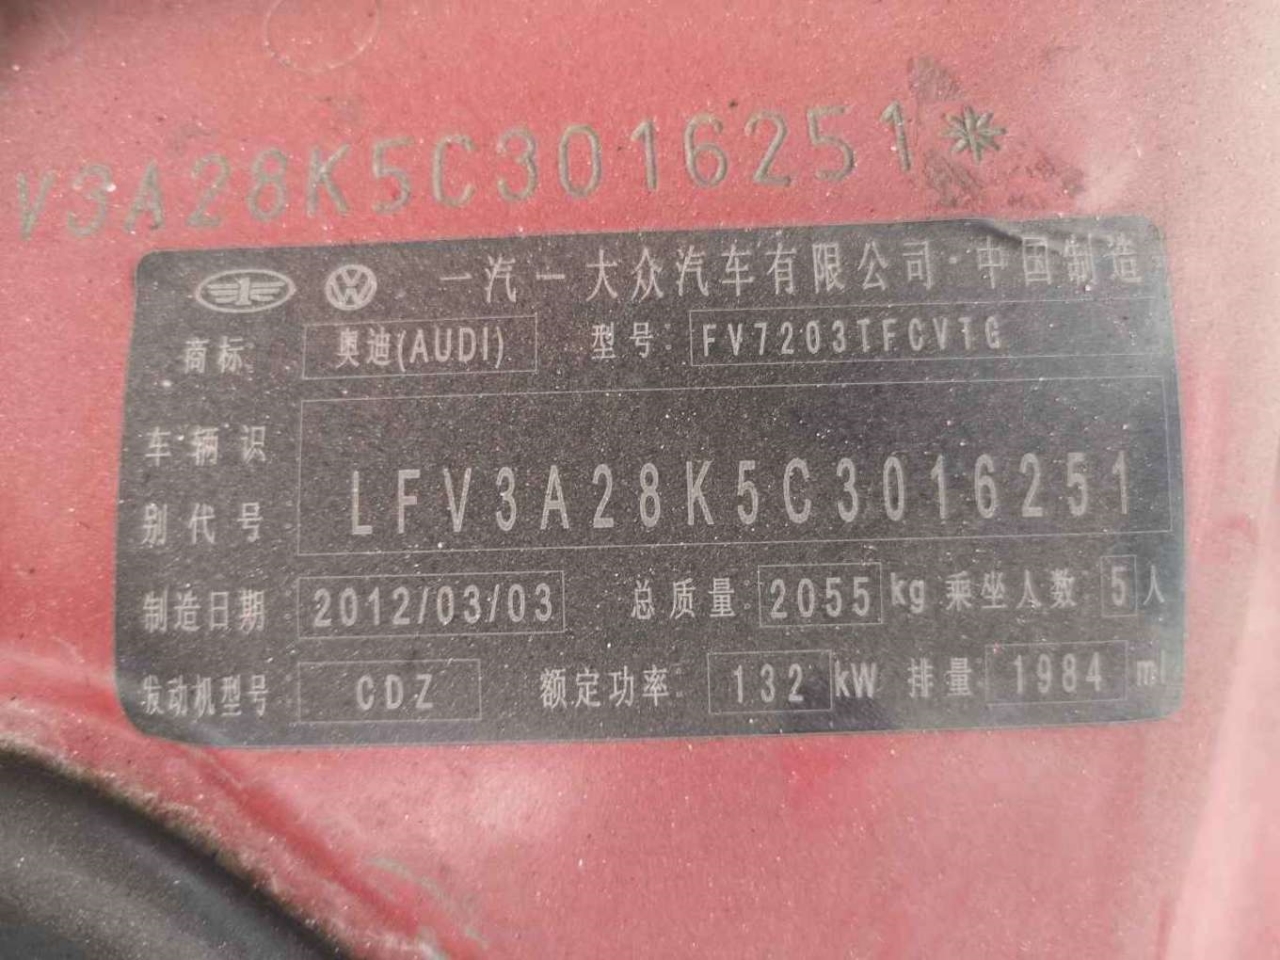 V3A28K5C3016251*
一汽一大众汽车有限公司·中国制造
商标 奥迪(AUDI) 型号: FV7203TFCVTG
车辆识别代号 LFV3A28K5C3016251
制造日期 2012/03/03 总质量 2055 kg 乘坐人数 5 人
发动机型号 CDZ 额定功率: 132 kW 排量 1984 ml